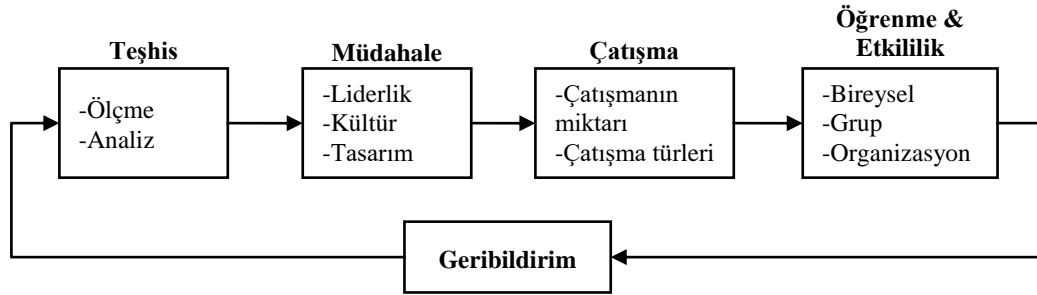 Teşhis
-Ölçme
-Analiz
Müdahale
-Liderlik
-Kültür
-Tasarım
Çatışma
-Çatışmanın
miktarı
-Çatışma türleri
Öğrenme &
Etkililik
-Bireysel
-Grup
-Organizasyon
Geribildirim